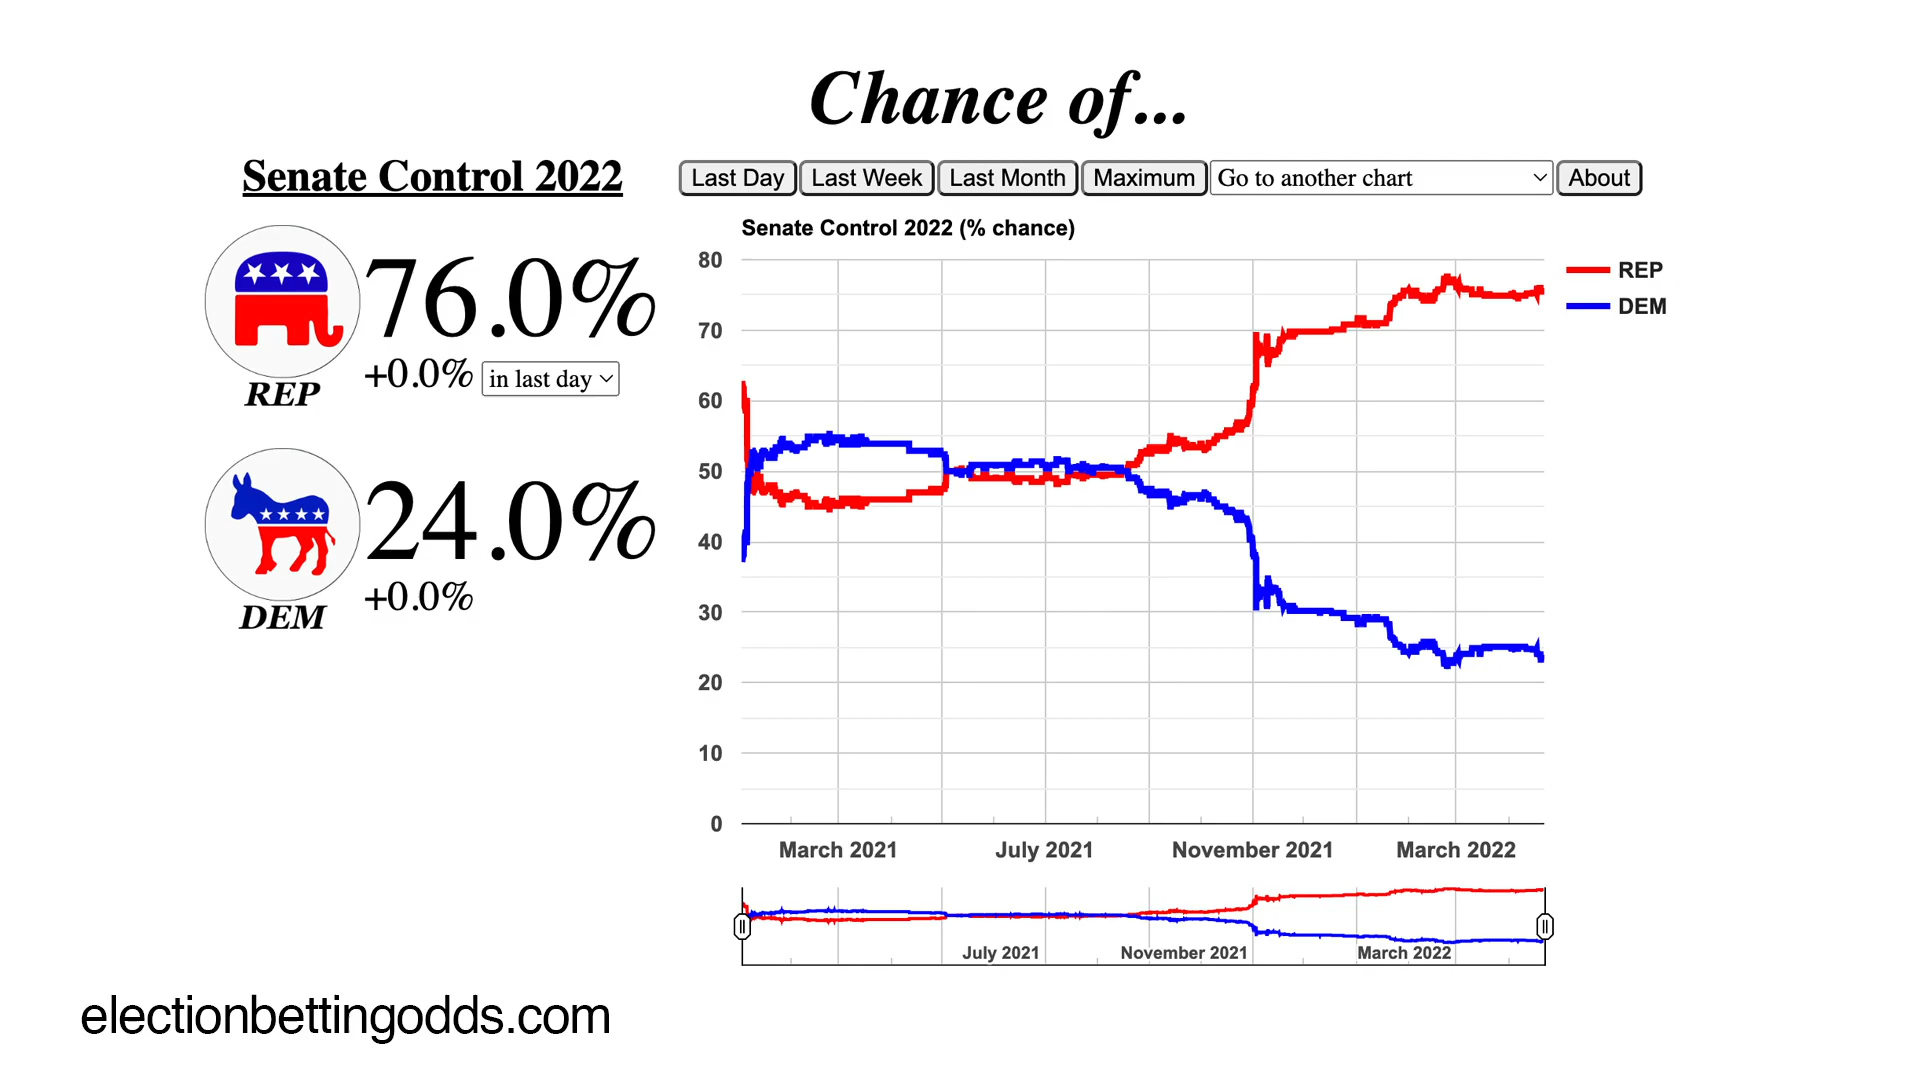 Chance of...
Senate Control 2022
Last Day Last Week Last Month Maximum Go to another chart About
76.0%
+0.0% in last day
REP
24.0%
+0.0%
DEM
Senate Control 2022 (% chance)
REP
DEM
80
70
60
50
40
30
20
10
0
March 2021 July 2021 November 2021 March 2022
July 2021 November 2021 March 2022
electionbettingodds.com